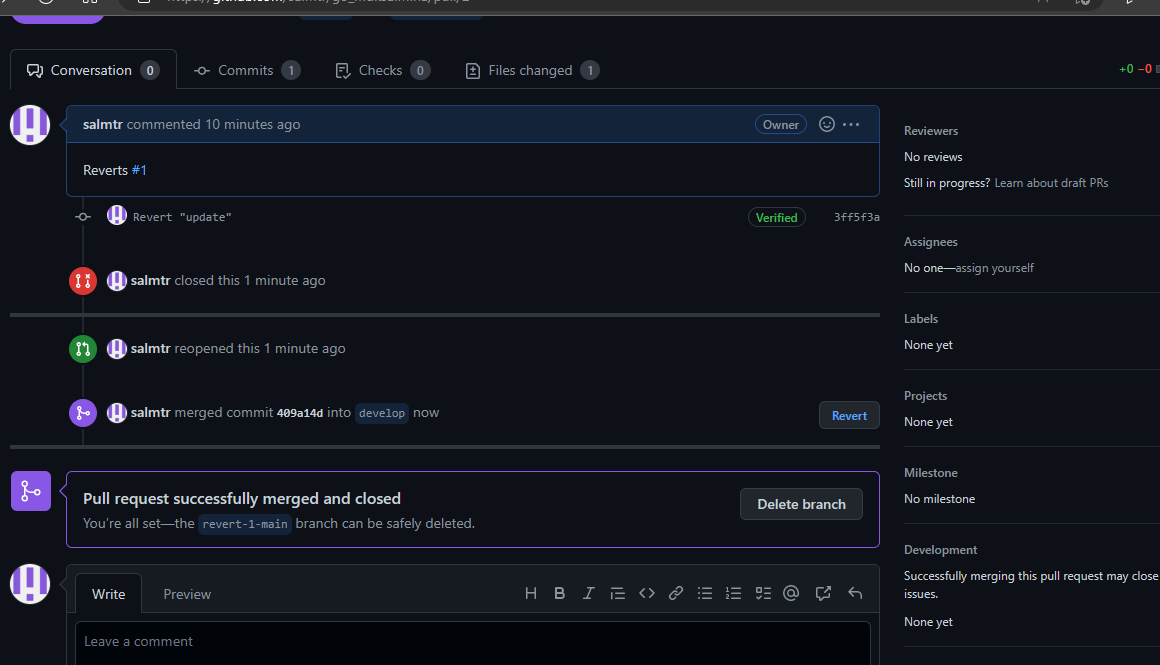 Conversation 0 Commits 1 Checks 0 Files changed 1 +0 −0
salmtr commented 10 minutes ago Owner
Reverts #1
Revert "update" Verified 3ff5f3a
salmtr closed this 1 minute ago
salmtr reopened this 1 minute ago
salmtr merged commit 409a14d into develop now Revert
Pull request successfully merged and closed
You're all set—the revert-1-main branch can be safely deleted.
Delete branch
Write Preview
Leave a comment
Reviewers
No reviews
Still in progress? Learn about draft PRs
Assignees
No one—assign yourself
Labels
None yet
Projects
None yet
Milestone
No milestone
Development
Successfully merging this pull request may close
issues.
None yet